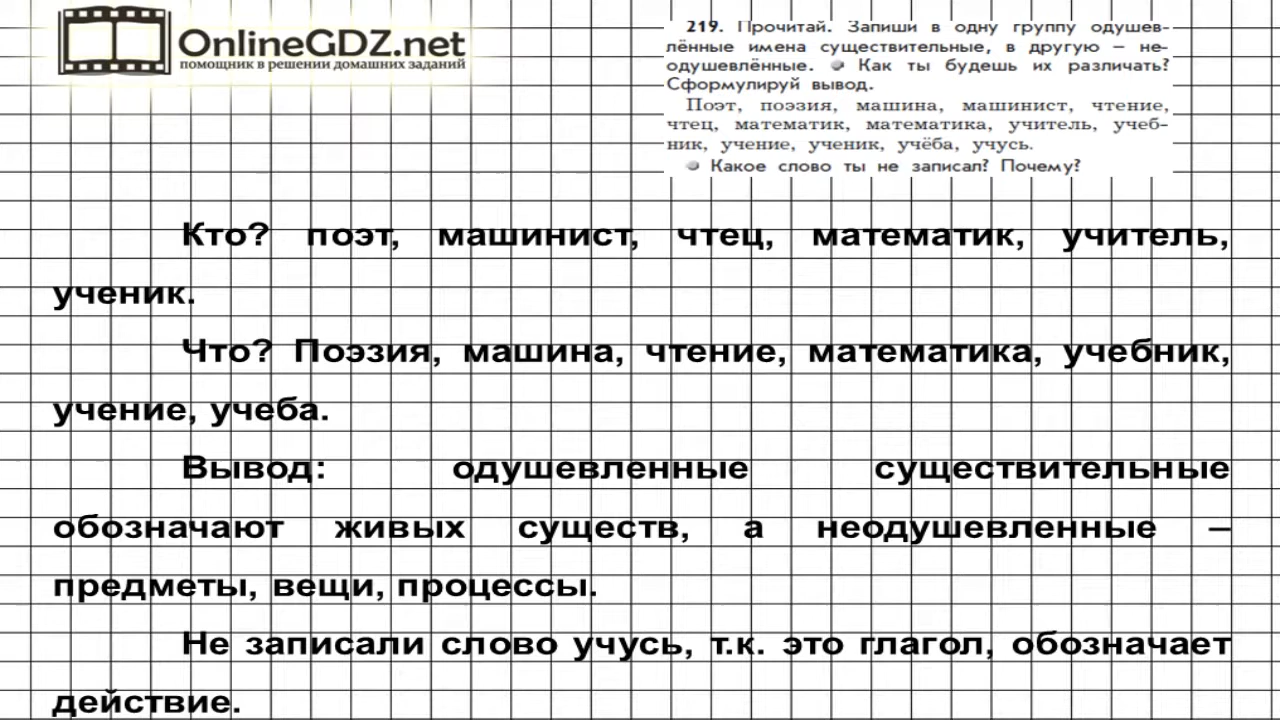 OnlineGDZ.net
помощник в решении домашних заданий
219. Прочитай. Запиши в одну группу одушев-
лённые имена существительные, в другую – не-
одушевлённые. Как ты будешь их различать?
Сформулируй вывод.
Поэт, поэзия, машина, машинист, чтение,
чтец, математик, математика, учитель, учеб-
ник, учение, ученик, учёба, учусь.
Какое слово ты не записал? Почему?
Кто? поэт, машинист, чтец, математик, учитель,
ученик.
Что? Поэзия, машина, чтение, математика, учебник,
учение, учеба.
Вывод: одушевленные существительные
обозначают живых существ, а неодушевленные –
предметы, вещи, процессы.
Не записали слово учусь, т.к. это глагол, обозначает
действие.